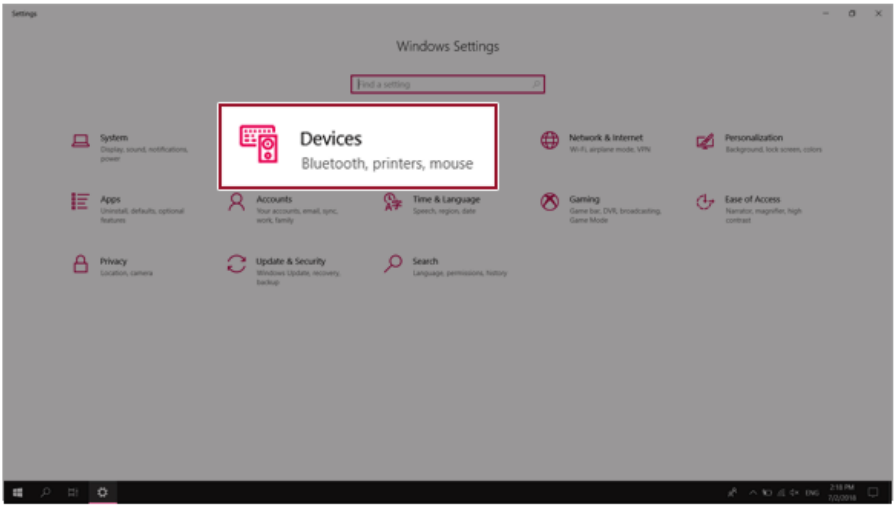 Settings
Windows Settings
Find a setting
System
Display, sound, notifications,
power
Devices
Bluetooth, printers, mouse
Network & Internet
Wi-Fi, airplane mode, VPN
Personalization
Background, lock screen, colors
Apps
Uninstall, defaults, optional
features
Accounts
Your accounts, email, sync,
work, family
Time & Language
Speech, region, date
Gaming
Game bar, DVR, broadcasting,
Game Mode
Ease of Access
Narrator, magnifier, high
contrast
Privacy
Location, camera
Update & Security
Windows Update, recovery,
backup
Search
Language, permissions, history
ENG
2:18 PM
7/2/2018